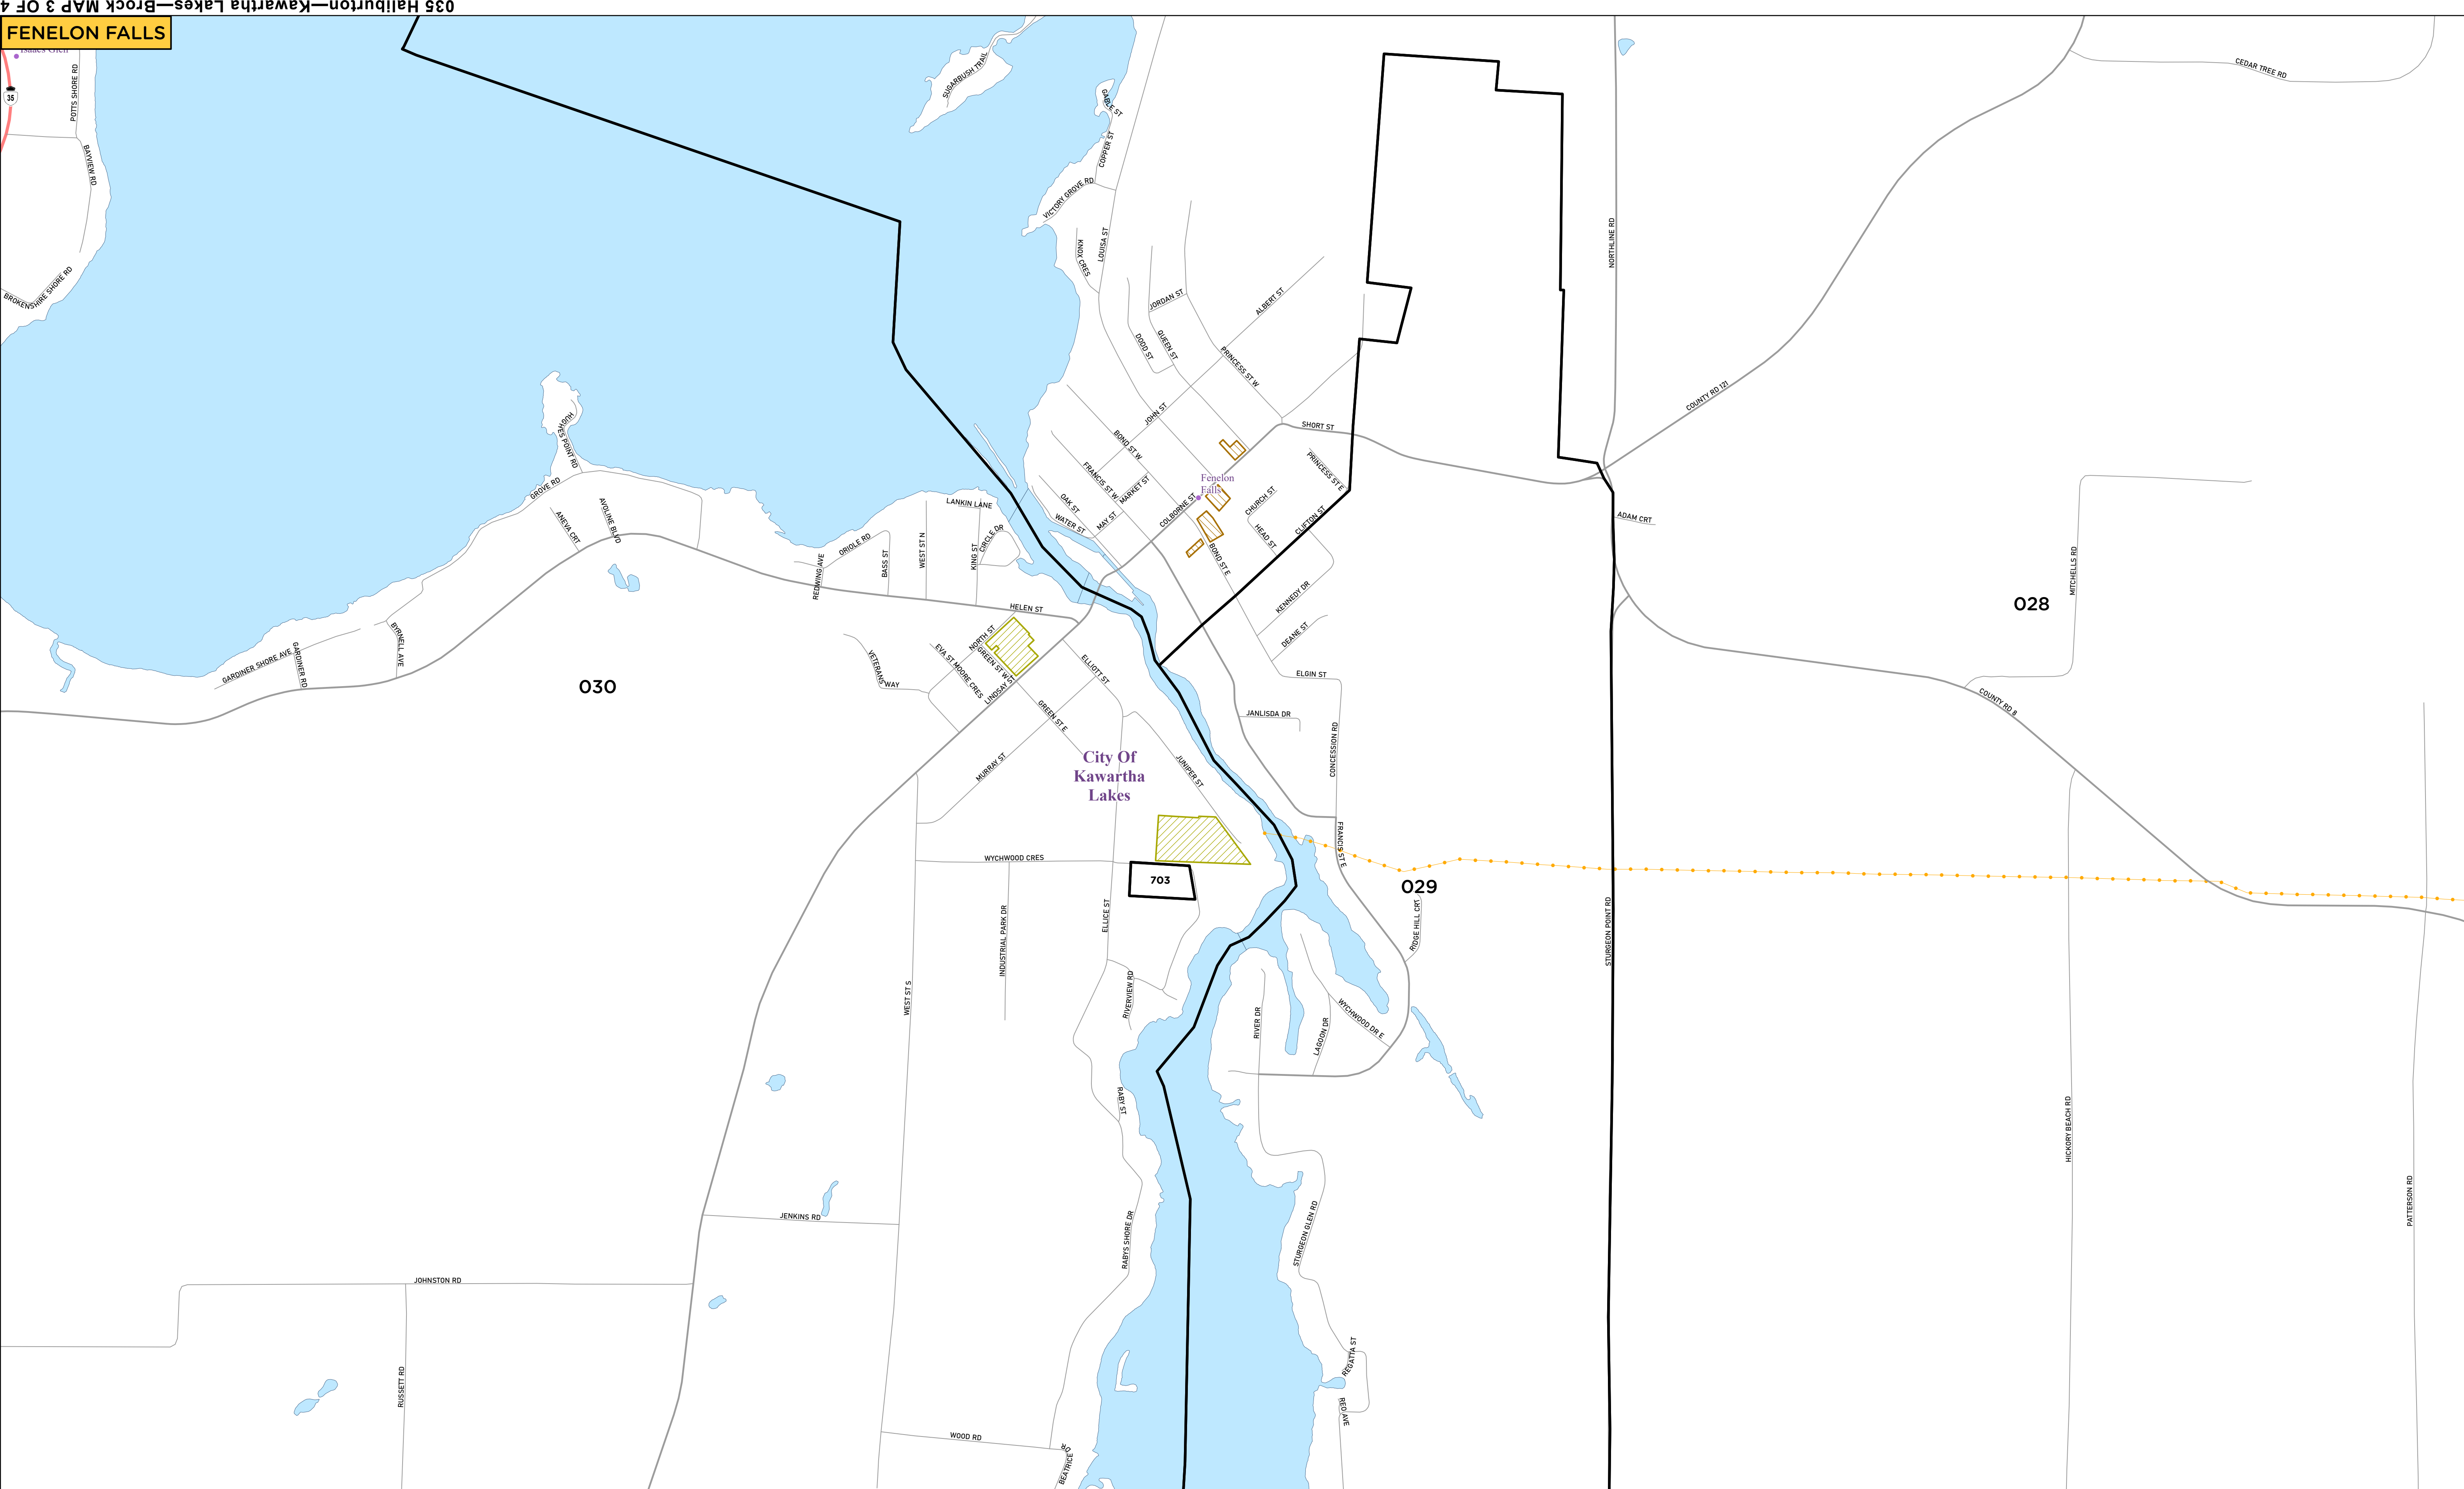 035 Haliburton—Kawartha Lakes—Brock MAP 3 OF 4
FENELON FALLS
Isaacs Glen
35
POTTS SHORE RD
BAYVIEW RD
BROKENSHIRE SHORE RD
SUGARBUSH TRAIL
GABLE ST
COPPER ST
VICTORY GROVE RD
KNOX CRES
LOUISA ST
JORDAN ST
DODD ST
QUEEN ST
ALBERT ST
PRINCESS ST W
JOHN ST
BOND ST W
FRANCIS ST W
MARKET ST
OAK ST
MAY ST
WATER ST
COLBORNE ST
Fenelon
Falls
SHORT ST
PRINCESS ST E
CHURCH ST
HEAD ST
CLIFTON ST
BOND ST E
KENNEDY DR
DEANE ST
ELGIN ST
JANLISDA DR
CONCESSION RD
NORTHLINE RD
CEDAR TREE RD
COUNTY RD 121
ADAM CRT
MITCHELLS RD
028
COUNTY RD 8
HUGHES POINT RD
GROVE RD
ANEVA CRT
AVOLINE BLVD
LANKIN LANE
ORIOLE RD
REDWING AVE
BASS ST
WEST ST N
KING ST
CIRCLE DR
HELEN ST
GARDINER SHORE AVE
GARDINER RD
BYRNELL AVE
030
VETERANS WAY
NORTH ST
EVA ST MOORE CRES
GREEN ST W
LINDSAY ST
ELLIOTT ST
GREEN ST E
MURRAY ST
City Of
Kawartha
Lakes
JUNIPER ST
WYCHWOOD CRES
703
FRANCIS ST E
029
RIDGE HILL CRT
STURGEON POINT RD
INDUSTRIAL PARK DR
ELLICE ST
WEST ST S
RIVERVIEW RD
RIVER DR
LAGOON DR
WYCHWOOD DR E
RABY ST
HICKORY BEACH RD
PATTERSON RD
JENKINS RD
RABYS SHORE DR
STURGEON GLEN RD
JOHNSTON RD
RUSSETT RD
REGATTA ST
REO AVE
WOOD RD
BEATRICE DR